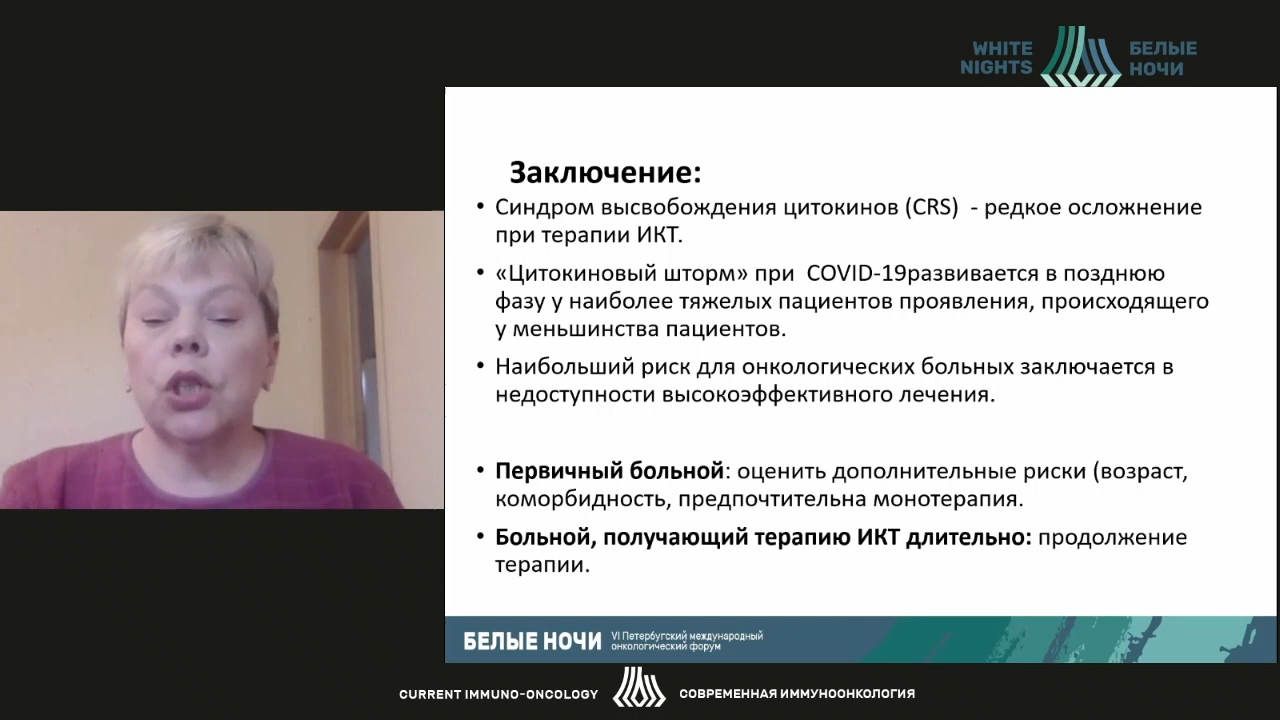 WHITE
NIGHTS
БЕЛЫЕ
НОЧИ
Заключение:
• Синдром высвобождения цитокинов (CRS)  - редкое осложнение
при терапии ИКТ.
• «Цитокиновый шторм» при  COVID-19развивается в позднюю
фазу у наиболее тяжелых пациентов проявления, происходящего
у меньшинства пациентов.
• Наибольший риск для онкологических больных заключается в
недоступности высокоэффективного лечения.
• Первичный больной: оценить дополнительные риски (возраст,
коморбидность, предпочтительна монотерапия.
• Больной, получающий терапию ИКТ длительно: продолжение
терапии.
БЕЛЫЕ НОЧИ
VI Петербугский международный
онкологический форум
CURRENT IMMUNO-ONCOLOGY
СОВРЕМЕННАЯ ИММУНООНКОЛОГИЯ